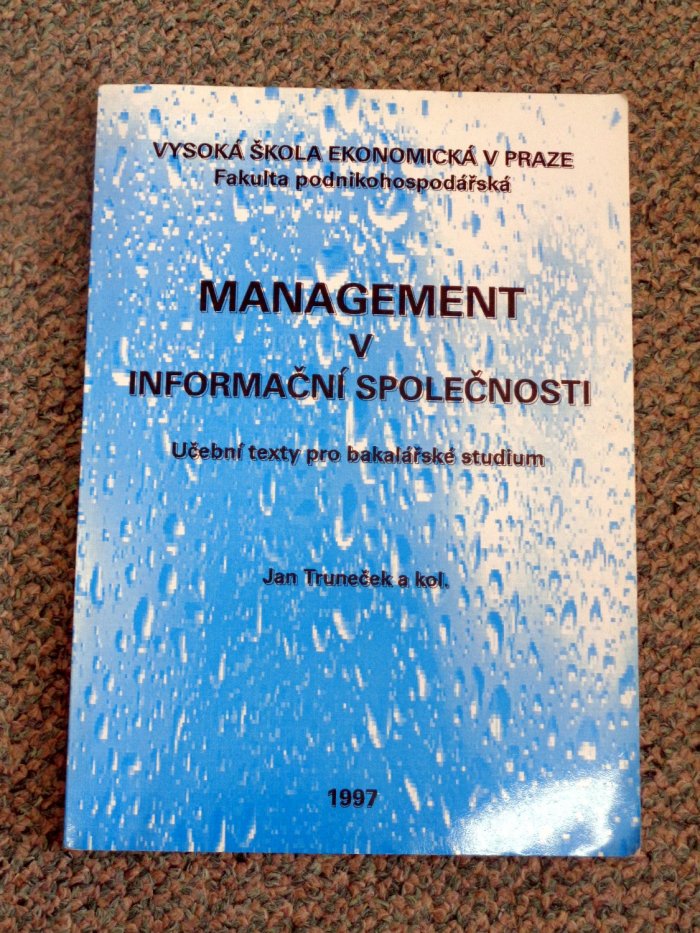 VYSOKÁ ŠKOLA EKONOMICKÁ V PRAZE
Fakulta podnikohospodářská
MANAGEMENT
V
INFORMAČNÍ SPOLEČNOSTI
Učební texty pro bakalářské studium
Jan Truneček a kol.
1997